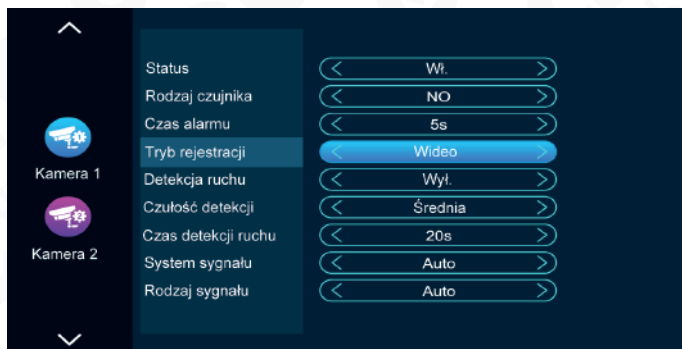 Status Wł.
Rodzaj czujnika NO
Czas alarmu 5s
Tryb rejestracji Wideo
Kamera 1
Detekcja ruchu Wył.
Czułość detekcji Średnia
Czas detekcji ruchu 20s
Kamera 2
System sygnału Auto
Rodzaj sygnału Auto